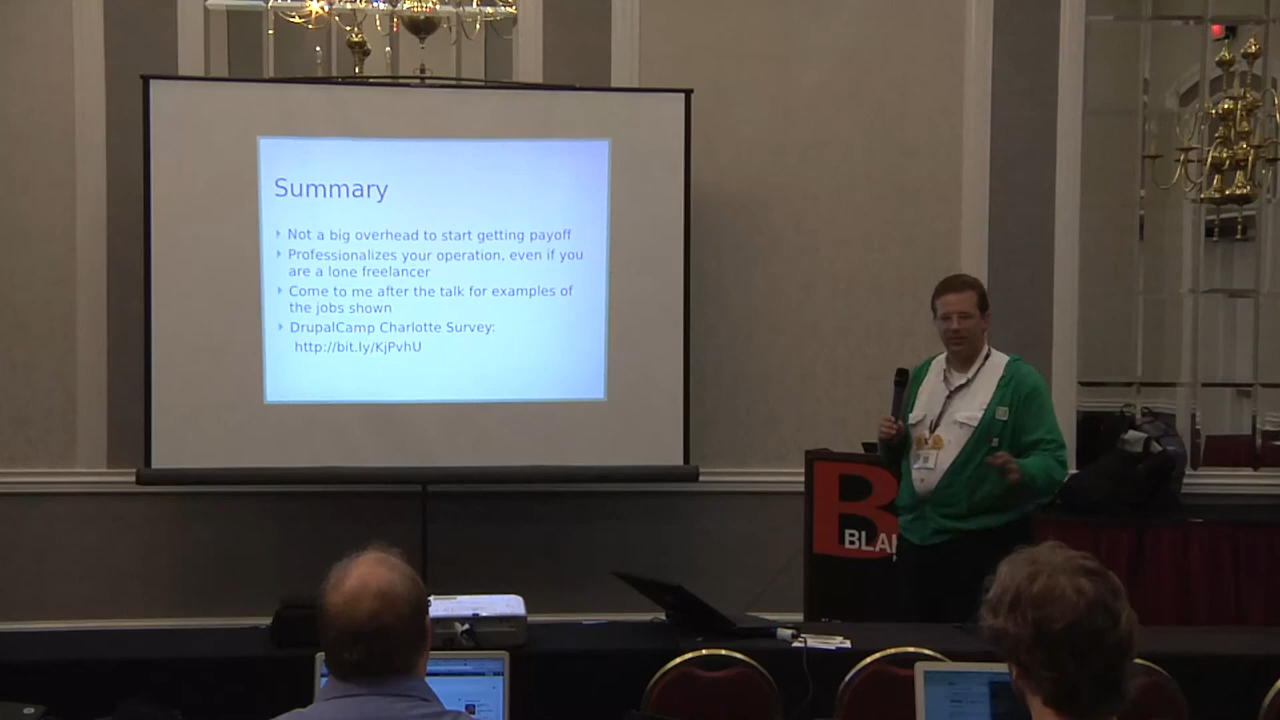 Summary
Not a big overhead to start getting payoff
Professionalizes your operation, even if you
are a lone freelancer
Come to me after the talk for examples of
the jobs shown
DrupalCamp Charlotte Survey:
http://bit.ly/KjPvhU
B
BLA